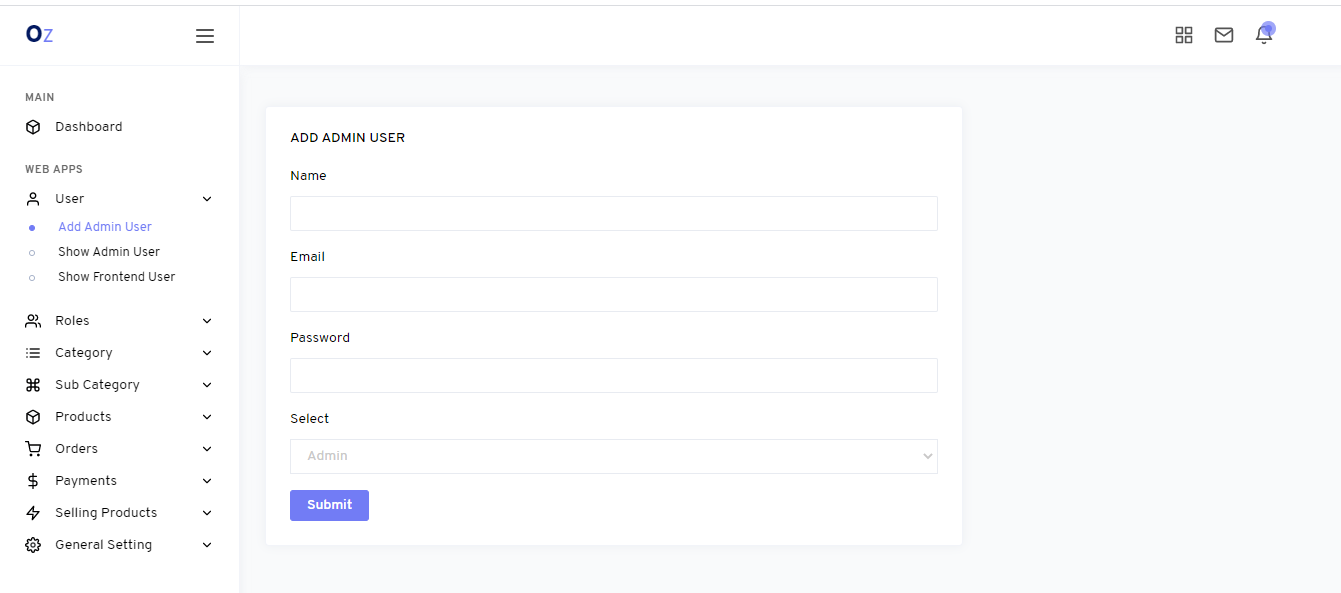 Oz
MAIN
Dashboard
WEB APPS
User
Add Admin User
Show Admin User
Show Frontend User
Roles
Category
Sub Category
Products
Orders
Payments
Selling Products
General Setting
ADD ADMIN USER
Name
Email
Password
Select
Admin
Submit